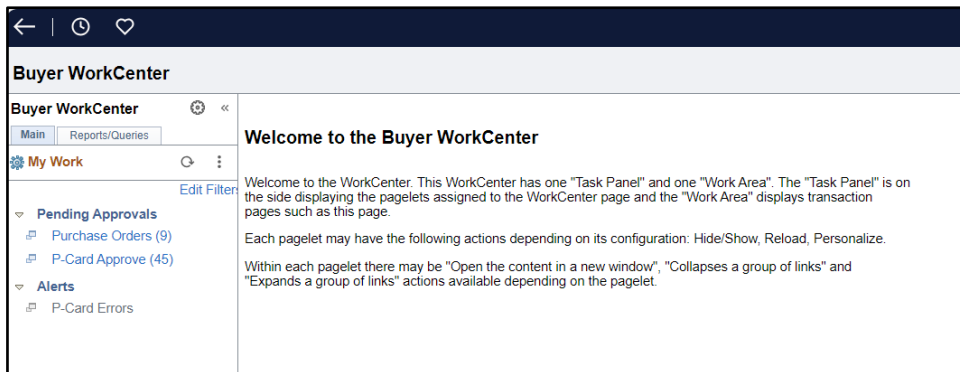 Buyer WorkCenter
Buyer WorkCenter
«
Main
Reports/Queries
My Work
Edit Filters
Pending Approvals
Purchase Orders (9)
P-Card Approve (45)
Alerts
P-Card Errors
Welcome to the Buyer WorkCenter
Welcome to the WorkCenter. This WorkCenter has one "Task Panel" and one "Work Area". The "Task Panel" is on
the side displaying the pagelets assigned to the WorkCenter page and the "Work Area" displays transaction
pages such as this page.
Each pagelet may have the following actions depending on its configuration: Hide/Show, Reload, Personalize.
Within each pagelet there may be "Open the content in a new window", "Collapses a group of links" and
"Expands a group of links" actions available depending on the pagelet.